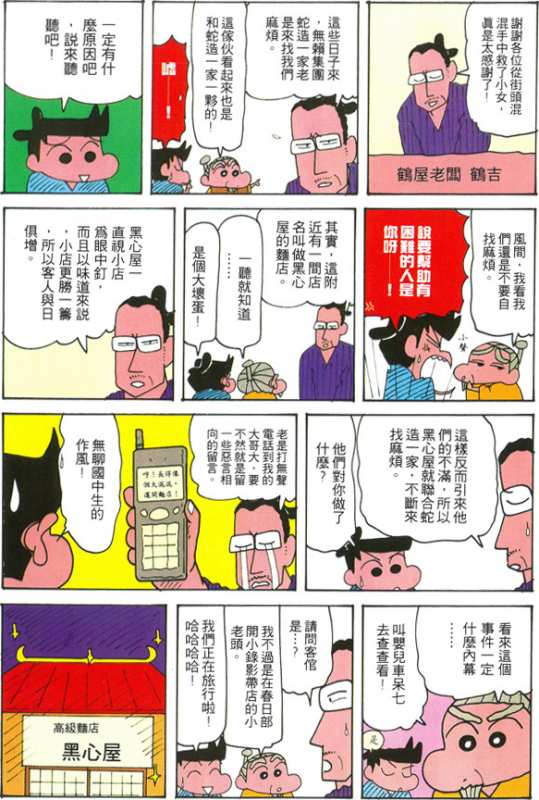 謝謝各位從街頭混
混手中救了小女，
真是太感謝了！
鶴屋老闆 鶴吉
這些日子來
，無賴集團
蛇造一家老
是來找我們
麻煩。
這傢伙看起來也是
和蛇造一家一夥的！
噓——！
一定有什
麼原因吧
，說來聽
聽吧！
風間，我看我
們還是不要自
找麻煩。
小聲
說要幫助有
困難的人是
你呀——！
其實，這附
近有一間店
名叫做黑心
屋的麵店。
一聽就知道
……
是個大壞蛋！
黑心屋一
直視小店
為眼中釘，
而且以味道來說
，小店更勝一籌
，所以客人與日
俱增。
這樣反而引來他
們的不滿，所以
黑心屋就聯合蛇
造一家，不斷來
找麻煩。
他們對你做了
什麼？
老是打無聲
電話到我的
大哥大，要
不然就是留
一些惡言相
向的留言。
哼！長得像
個大流氓，
還開麵店！
無聊國中生的
作風！
看來這個
事件一定
有什麼內幕
……
叫嬰兒車呆七
去查查看！
是
請問客倌
是…？
我不過是在春日部
開小錄影帶店的小
老頭。
我們正在旅行啦！
哈哈哈哈！
高級麵店
黑心屋